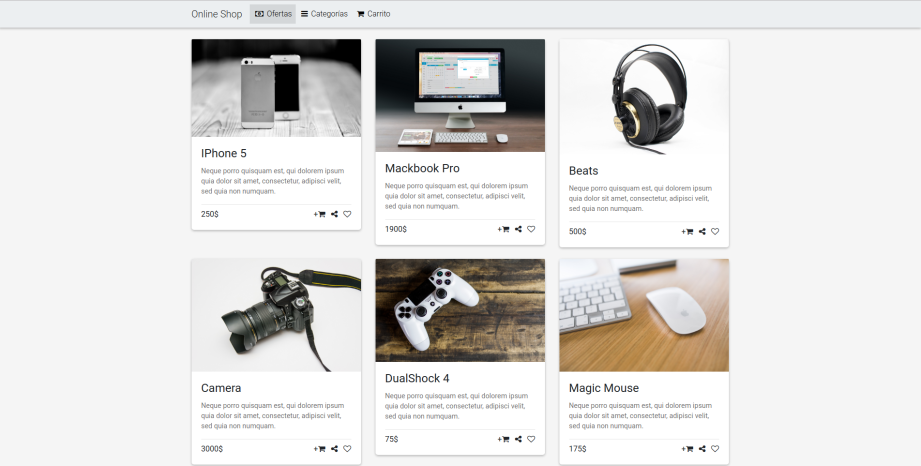 Online Shop
Ofertas
Categorías
Carrito
IPhone 5
Neque porro quisquam est, qui dolorem ipsum
quia dolor sit amet, consectetur, adipisci velit,
sed quia non numquam.
250$
+
Mackbook Pro
Neque porro quisquam est, qui dolorem ipsum
quia dolor sit amet, consectetur, adipisci velit,
sed quia non numquam.
1900$
+
Beats
Neque porro quisquam est, qui dolorem ipsum
quia dolor sit amet, consectetur, adipisci velit,
sed quia non numquam.
500$
+
Camera
Neque porro quisquam est, qui dolorem ipsum
quia dolor sit amet, consectetur, adipisci velit,
sed quia non numquam.
3000$
+
DualShock 4
Neque porro quisquam est, qui dolorem ipsum
quia dolor sit amet, consectetur, adipisci velit,
sed quia non numquam.
75$
+
Magic Mouse
Neque porro quisquam est, qui dolorem ipsum
quia dolor sit amet, consectetur, adipisci velit,
sed quia non numquam.
175$
+